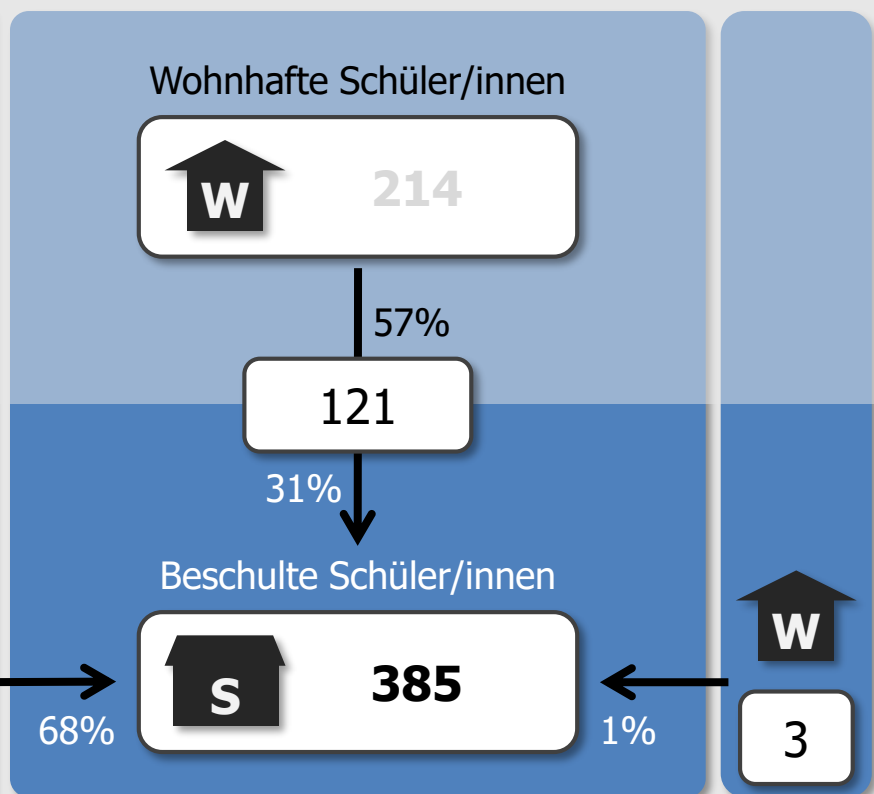 Wohnhafte Schüler/innen
W
214
57%
121
31%
Beschulte Schüler/innen
S
385
68%
1%
W
3